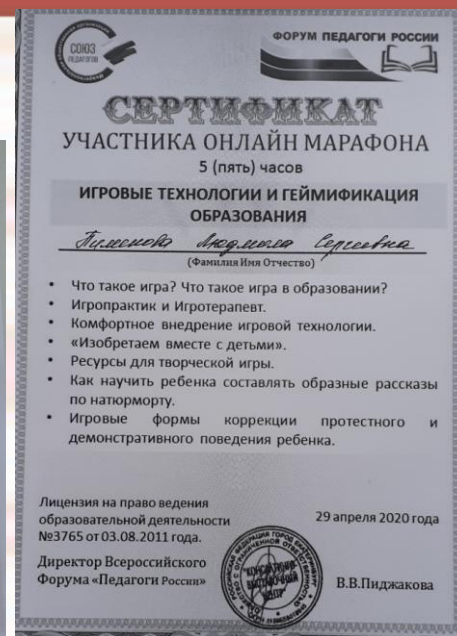 СОЮЗ
ПЕДАГОГОВ
ФОРУМ ПЕДАГОГИ РОССИИ
СЕРТИФИКАТ
УЧАСТНИКА ОНЛАЙН МАРАФОНА
5 (пять) часов
ИГРОВЫЕ ТЕХНОЛОГИИ И ГЕЙМИФИКАЦИЯ
ОБРАЗОВАНИЯ
Людмила Сергеевна
(Фамилия Имя Отчество)
• Что такое игра? Что такое игра в образовании?
• Игропрактик и Игротерапевт.
• Комфортное внедрение игровой технологии.
• «Изобретаем вместе с детьми».
• Ресурсы для творческой игры.
• Как научить ребенка составлять образные рассказы
по натюрморту.
• Игровые формы коррекции протестного и
демонстративного поведения ребенка.
Лицензия на право ведения
образовательной деятельности
№3765 от 03.08.2011 года.
29 апреля 2020 года
Директор Всероссийского
Форума «Педагоги России»
В.В.Пиджакова